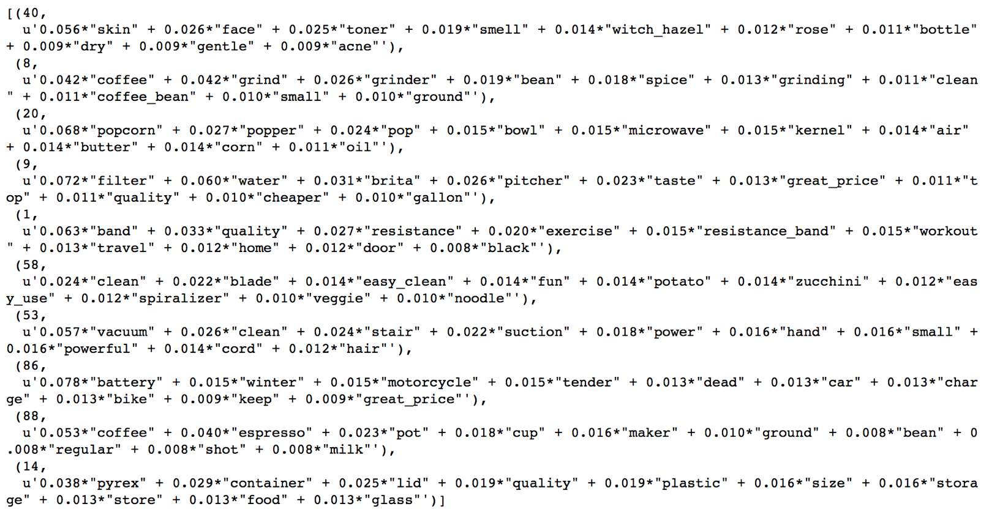 [(40,
  u'0.056*"skin" + 0.026*"face" + 0.025*"toner" + 0.019*"smell" + 0.014*"witch_hazel" + 0.012*"rose" + 0.011*"bottle"
+ 0.009*"dry" + 0.009*"gentle" + 0.009*"acne"'),
 (8,
  u'0.042*"coffee" + 0.042*"grind" + 0.026*"grinder" + 0.019*"bean" + 0.018*"spice" + 0.013*"grinding" + 0.011*"clean
" + 0.011*"coffee_bean" + 0.010*"small" + 0.010*"ground"'),
 (20,
  u'0.068*"popcorn" + 0.027*"popper" + 0.024*"pop" + 0.015*"bowl" + 0.015*"microwave" + 0.015*"kernel" + 0.014*"air"
+ 0.014*"butter" + 0.014*"corn" + 0.011*"oil"'),
 (9,
  u'0.072*"filter" + 0.060*"water" + 0.031*"brita" + 0.026*"pitcher" + 0.023*"taste" + 0.013*"great_price" + 0.011*"t
op" + 0.011*"quality" + 0.010*"cheaper" + 0.010*"gallon"'),
 (1,
  u'0.063*"band" + 0.033*"quality" + 0.027*"resistance" + 0.020*"exercise" + 0.015*"resistance_band" + 0.015*"workout
" + 0.013*"travel" + 0.012*"home" + 0.012*"door" + 0.008*"black"'),
 (58,
  u'0.024*"clean" + 0.022*"blade" + 0.014*"easy_clean" + 0.014*"fun" + 0.014*"potato" + 0.014*"zucchini" + 0.012*"eas
y_use" + 0.012*"spiralizer" + 0.010*"veggie" + 0.010*"noodle"'),
 (53,
  u'0.057*"vacuum" + 0.026*"clean" + 0.024*"stair" + 0.022*"suction" + 0.018*"power" + 0.016*"hand" + 0.016*"small" +
0.016*"powerful" + 0.014*"cord" + 0.012*"hair"'),
 (86,
  u'0.078*"battery" + 0.015*"winter" + 0.015*"motorcycle" + 0.015*"tender" + 0.013*"dead" + 0.013*"car" + 0.013*"char
ge" + 0.013*"bike" + 0.009*"keep" + 0.009*"great_price"'),
 (88,
  u'0.053*"coffee" + 0.040*"espresso" + 0.023*"pot" + 0.018*"cup" + 0.016*"maker" + 0.010*"ground" + 0.008*"bean" + 0
.008*"regular" + 0.008*"shot" + 0.008*"milk"'),
 (14,
  u'0.038*"pyrex" + 0.029*"container" + 0.025*"lid" + 0.019*"quality" + 0.019*"plastic" + 0.016*"size" + 0.016*"stora
ge" + 0.013*"store" + 0.013*"food" + 0.013*"glass"')]